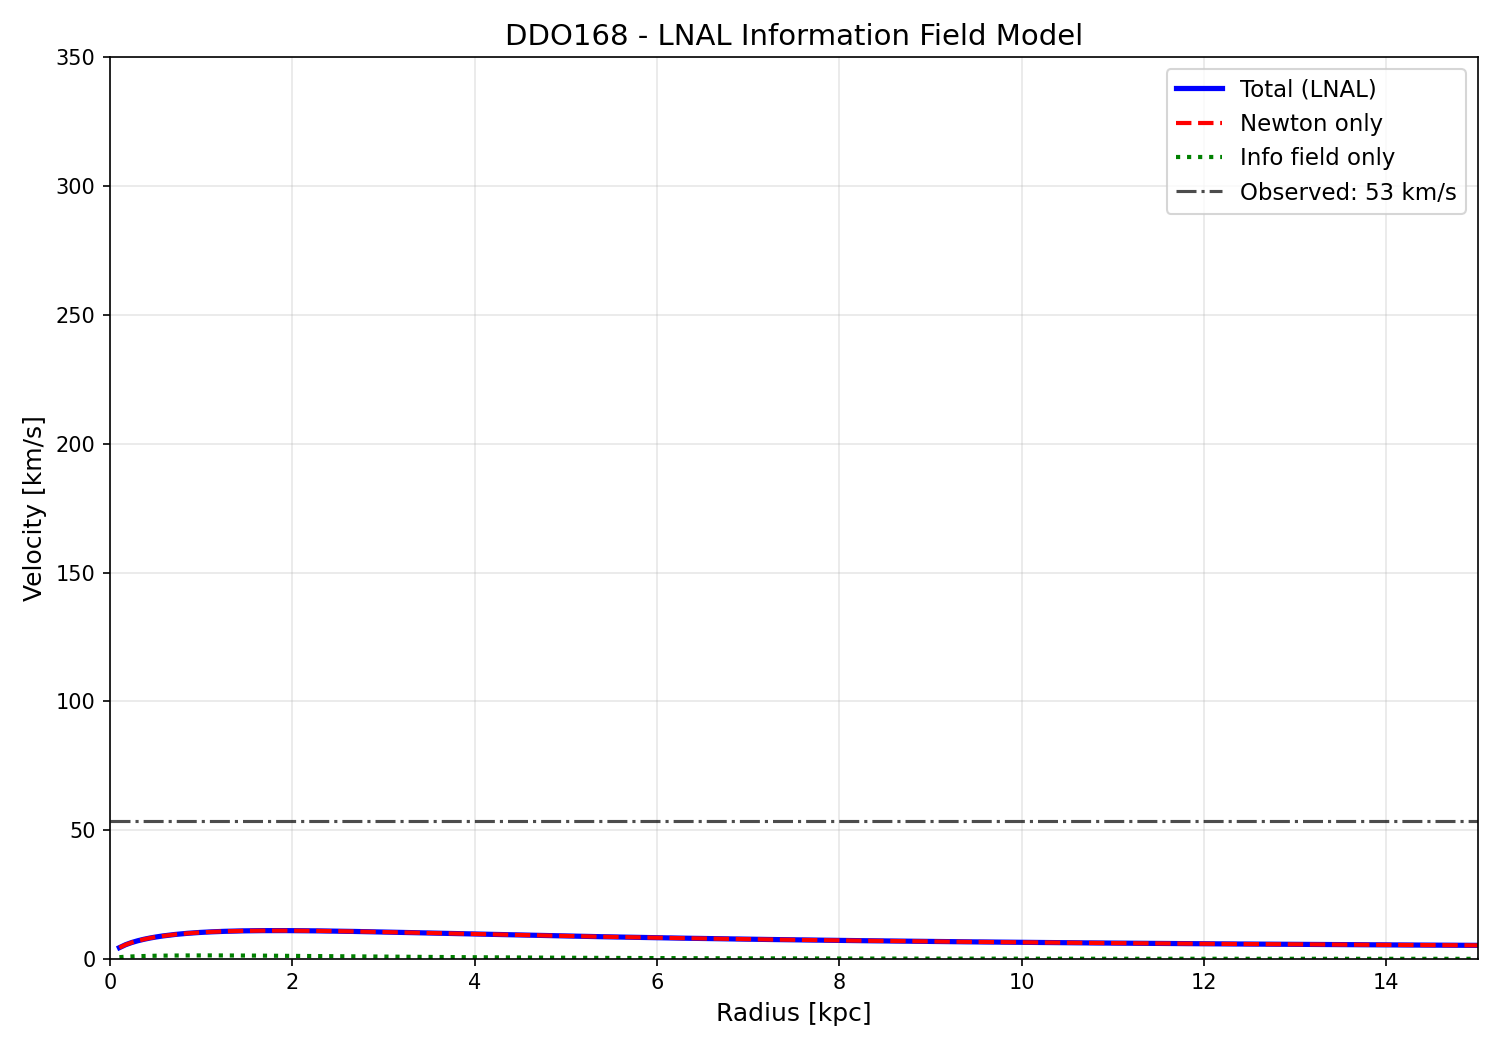 DDO168 - LNAL Information Field Model
350
300
250
200
150
100
50
0
Velocity [km/s]
Total (LNAL)
Newton only
Info field only
Observed: 53 km/s
0 2 4 6 8 10 12 14
Radius [kpc]